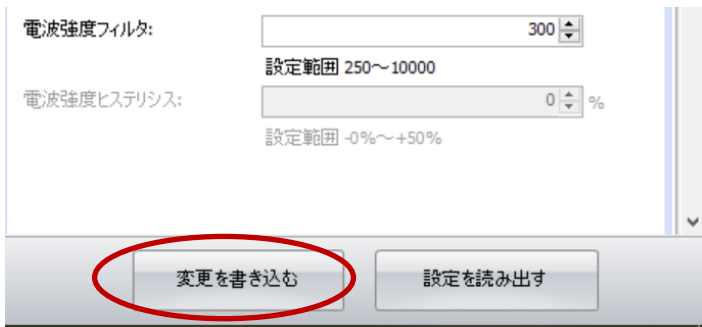 電波強度フィルタ: 300
設定範囲 250～10000
電波強度ヒステリシス: 0 %
設定範囲 -0%～+50%
変更を書き込む 設定を読み出す